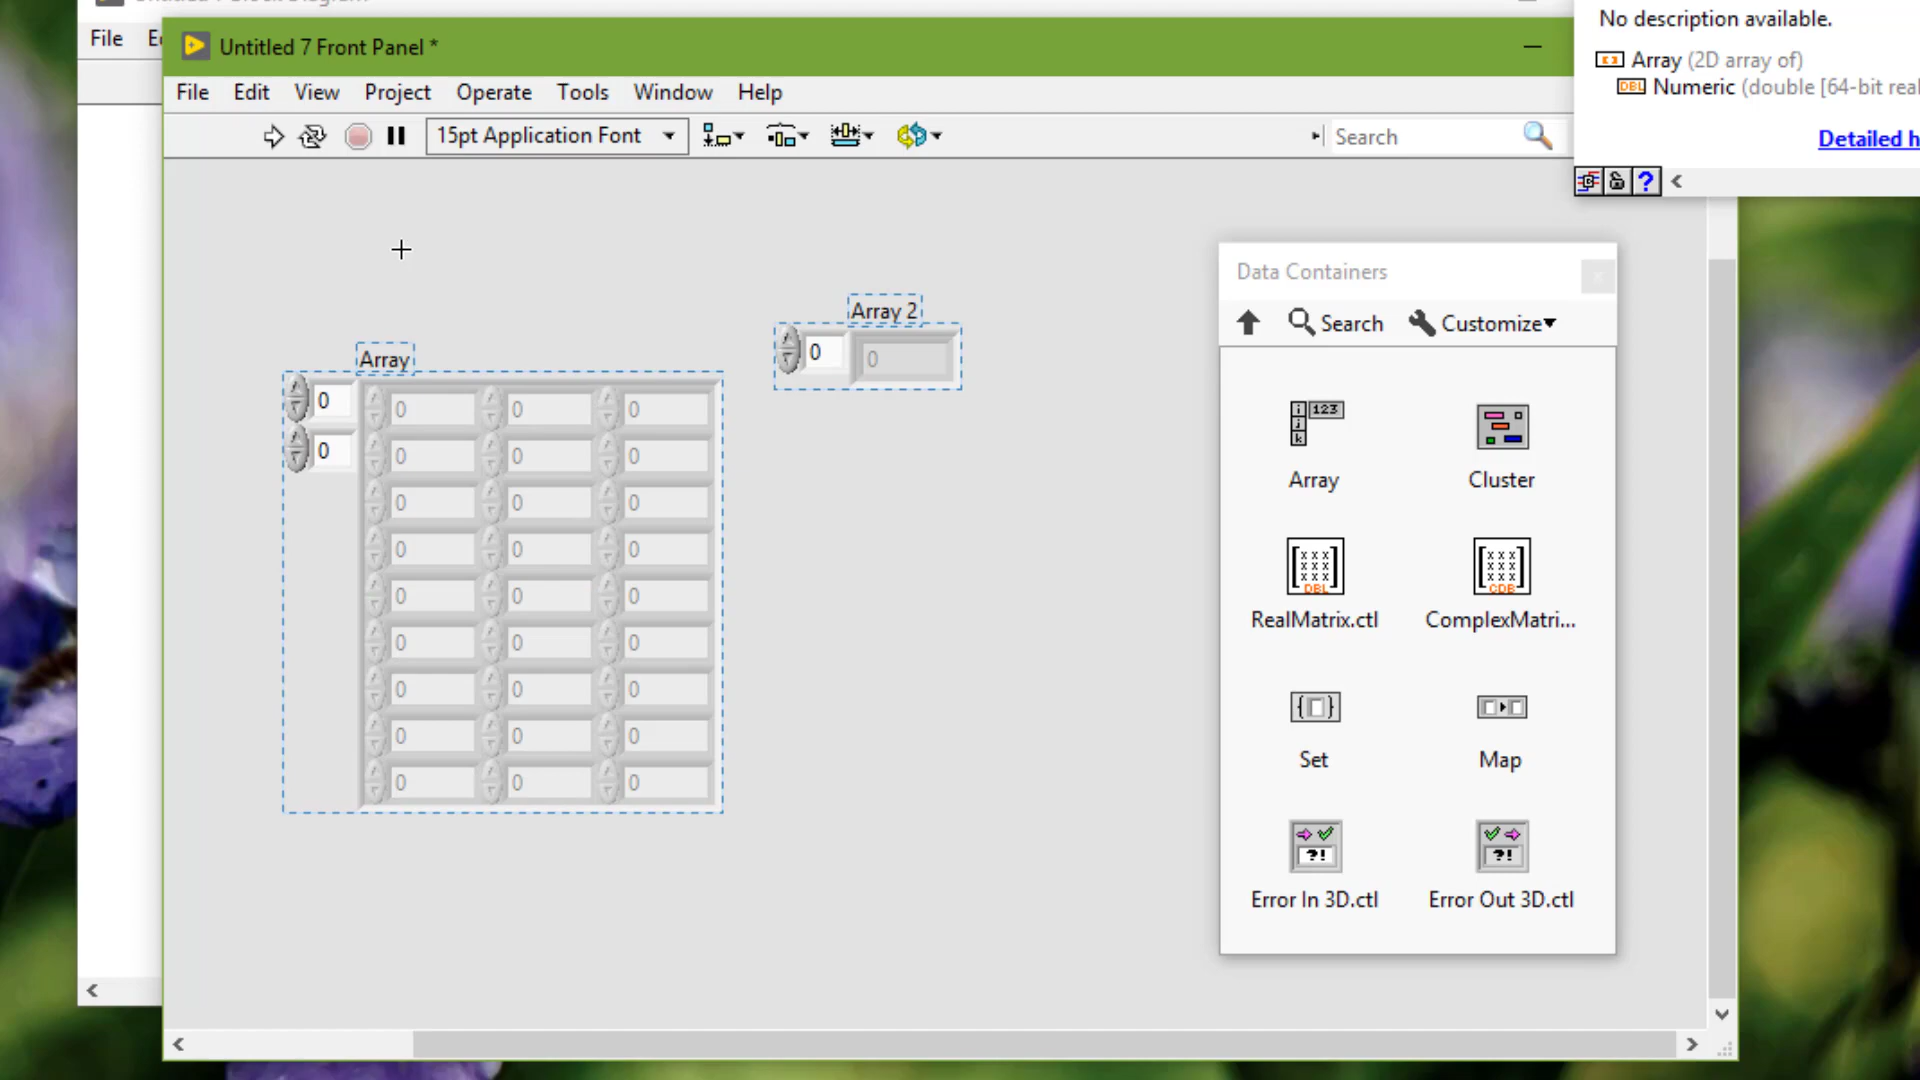 File
Untitled 7 Front Panel *
File Edit View Project Operate Tools Window Help
15pt Application Font
Search
No description available.
Array (2D array of)
DBL Numeric (double [64-bit real
Detailed h
?
Array
0
0
0 0 0
0 0 0
0 0 0
0 0 0
0 0 0
0 0 0
0 0 0
0 0 0
0 0 0
Array 2
0 0
Data Containers
Search Customize
i j k 123
Array
Cluster
x x x x x x x x x DBL
RealMatrix.ctl
x x x x x x x x x CDB
ComplexMatri...
Set
Map
?!
Error In 3D.ctl
?!
Error Out 3D.ctl